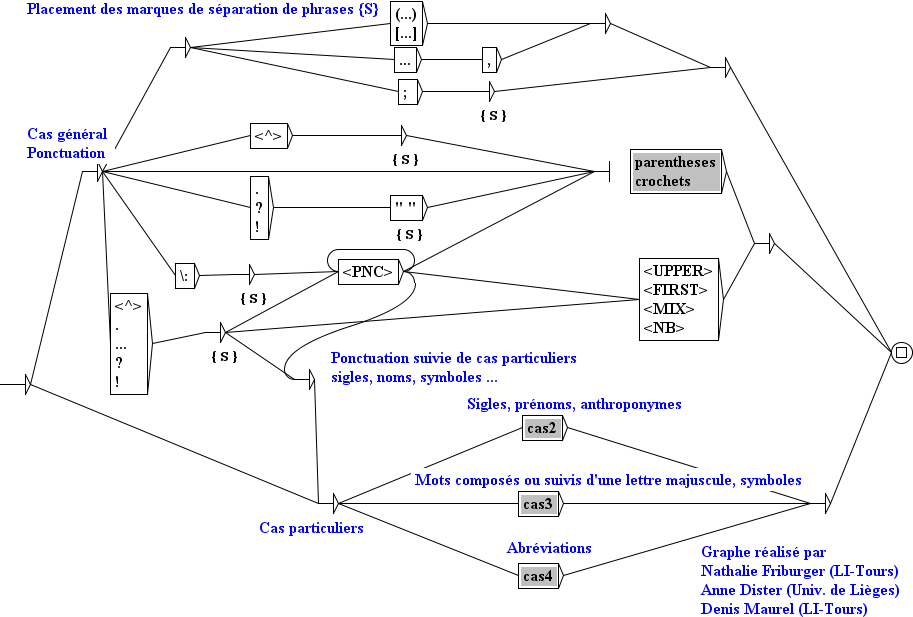 Placement des marques de séparation de phrases {S}
(...)
[...]
...
,
;
{ S }
Cas général
Ponctuation
<^>
{ S }
parentheses
crochets
.
?
!
" "
{ S }
\:
{ S }
<PNC>
<UPPER>
<FIRST>
<MIX>
<NB>
<^>
.
...
?
!
{ S }
Ponctuation suivie de cas particuliers
sigles, noms, symboles ...
Sigles, prénoms, anthroponymes
cas2
Mots composés ou suivis d'une lettre majuscule, symboles
cas3
Cas particuliers
Abréviations
cas4
Graphe réalisé par
Nathalie Friburger (LI-Tours)
Anne Dister (Univ. de Lièges)
Denis Maurel (LI-Tours)